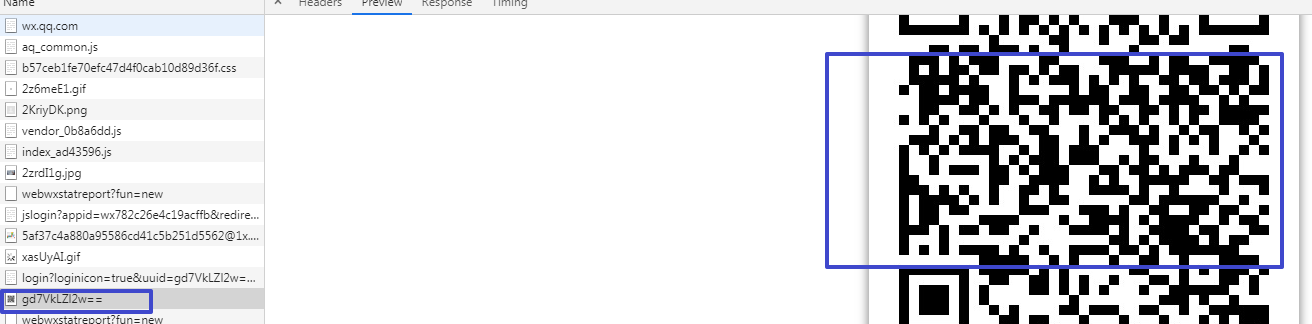 Name
× Headers Preview Response Timing
wx.qq.com
aq_common.js
b57ceb1fe70efc47d4f0cab10d89d36f.css
2z6meE1.gif
2KriyDK.png
vendor_0b8a6dd.js
index_ad43596.js
2zrdI1g.jpg
webwxstatreport?fun=new
jslogin?appid=wx782c26e4c19acffb&redire...
5af37c4a880a95586cd41c5b251d5562@1x....
xasUyAI.gif
login?loginicon=true&uuid=gd7VkLZl2w=...
gd7VkLZl2w==
webwxstatreport?fun=new